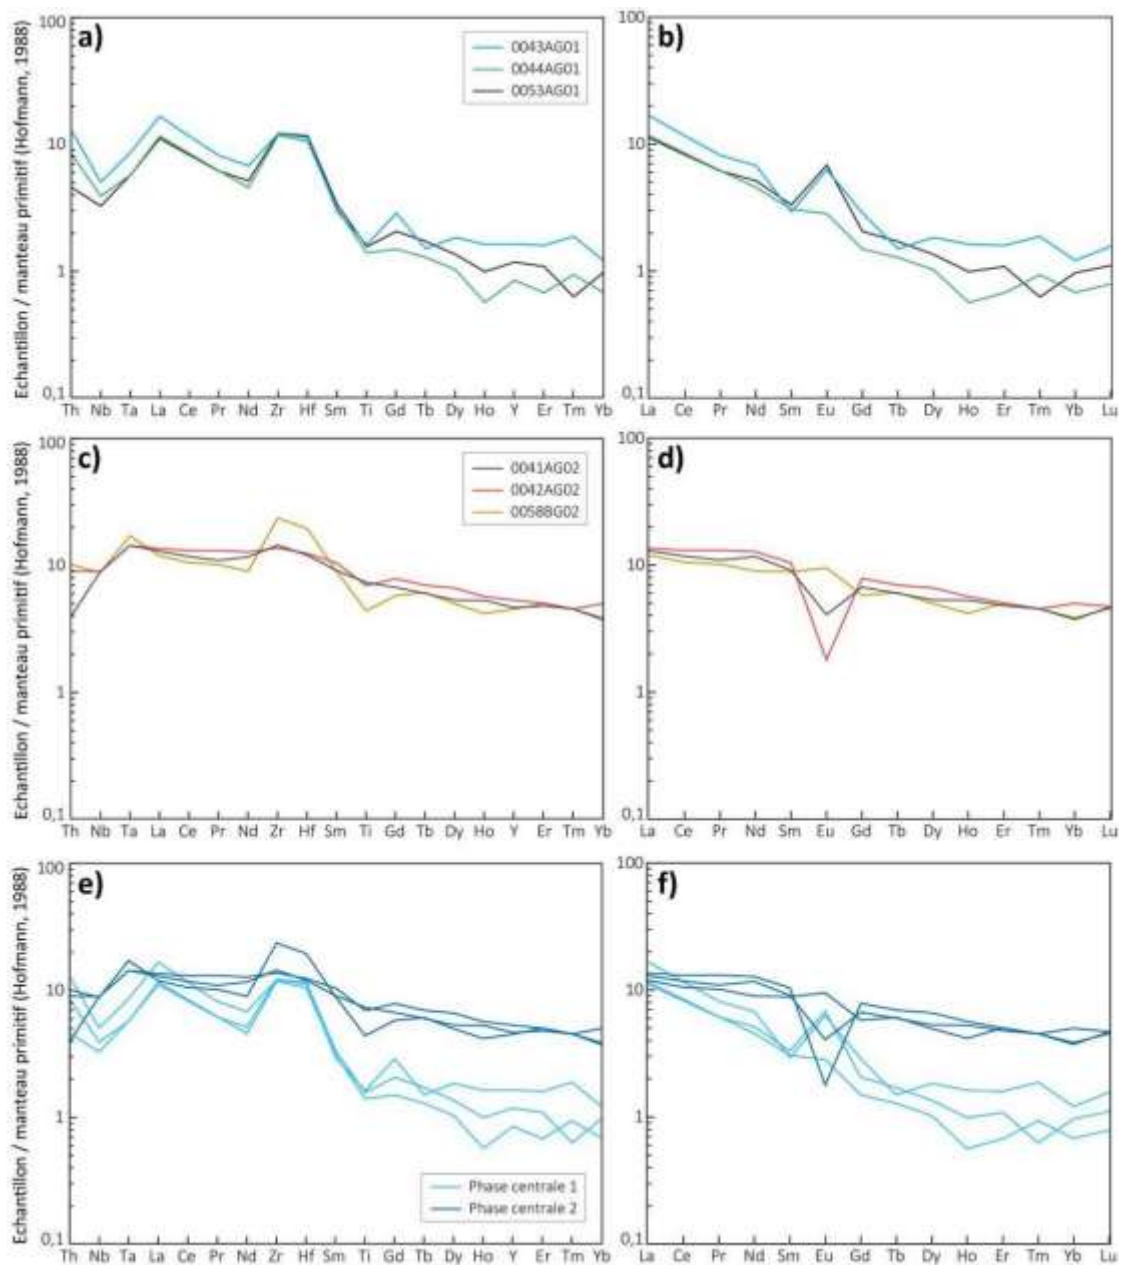 Echantillon / manteau primitif (Hofmann, 1988)
a)
100
10
1
0,1
0043AG01
0044AG01
0053AG01
Th Nb Ta La Ce Pr Nd Zr Hf Sm Ti Gd Tb Dy Ho Y Er Tm Yb
b)
100
10
1
0,1
La Ce Pr Nd Sm Eu Gd Tb Dy Ho Er Tm Yb Lu
Echantillon / manteau primitif (Hofmann, 1988)
c)
100
10
1
0,1
0041AG02
0042AG02
0058BG02
Th Nb Ta La Ce Pr Nd Zr Hf Sm Ti Gd Tb Dy Ho Y Er Tm Yb
d)
100
10
1
0,1
La Ce Pr Nd Sm Eu Gd Tb Dy Ho Er Tm Yb Lu
Echantillon / manteau primitif (Hofmann, 1988)
e)
100
10
1
0,1
Phase centrale 1
Phase centrale 2
Th Nb Ta La Ce Pr Nd Zr Hf Sm Ti Gd Tb Dy Ho Y Er Tm Yb
f)
100
10
1
0,1
La Ce Pr Nd Sm Eu Gd Tb Dy Ho Er Tm Yb Lu